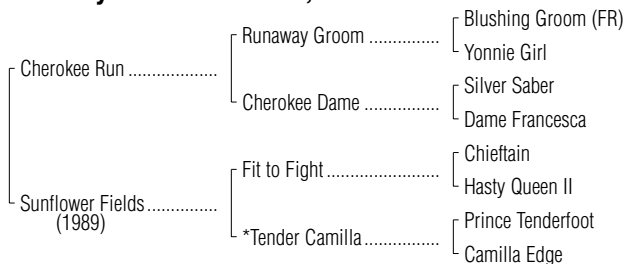 Blushing Groom (FR)
Runaway Groom ...............
Yonnie Girl
Cherokee Run ...................
Silver Saber
Cherokee Dame ................
Dame Francesca
Chieftain
Fit to Fight .......................
Hasty Queen II
Sunflower Fields ...............
(1989)
Prince Tenderfoot
*Tender Camilla ................
Camilla Edge